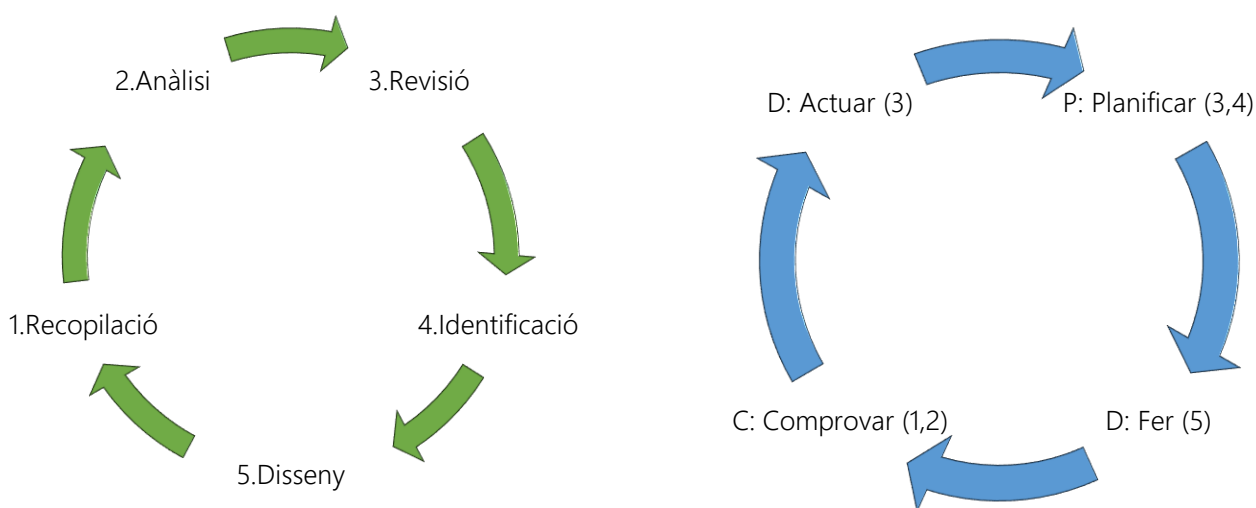 2.Anàlisi
3.Revisió
1.Recopilació
4.Identificació
5.Disseny
D: Actuar (3)
P: Planificar (3,4)
C: Comprovar (1,2)
D: Fer (5)